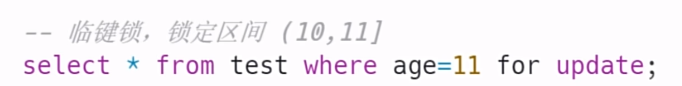 -- 临键锁，锁定区间 (10,11]
select * from test where age=11 for update;